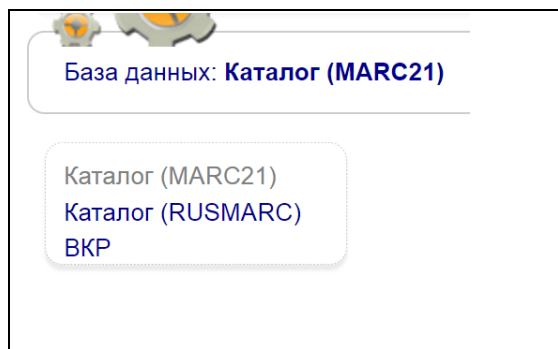 База данных: Каталог (MARC21)
Каталог (MARC21)
Каталог (RUSMARC)
ВКР